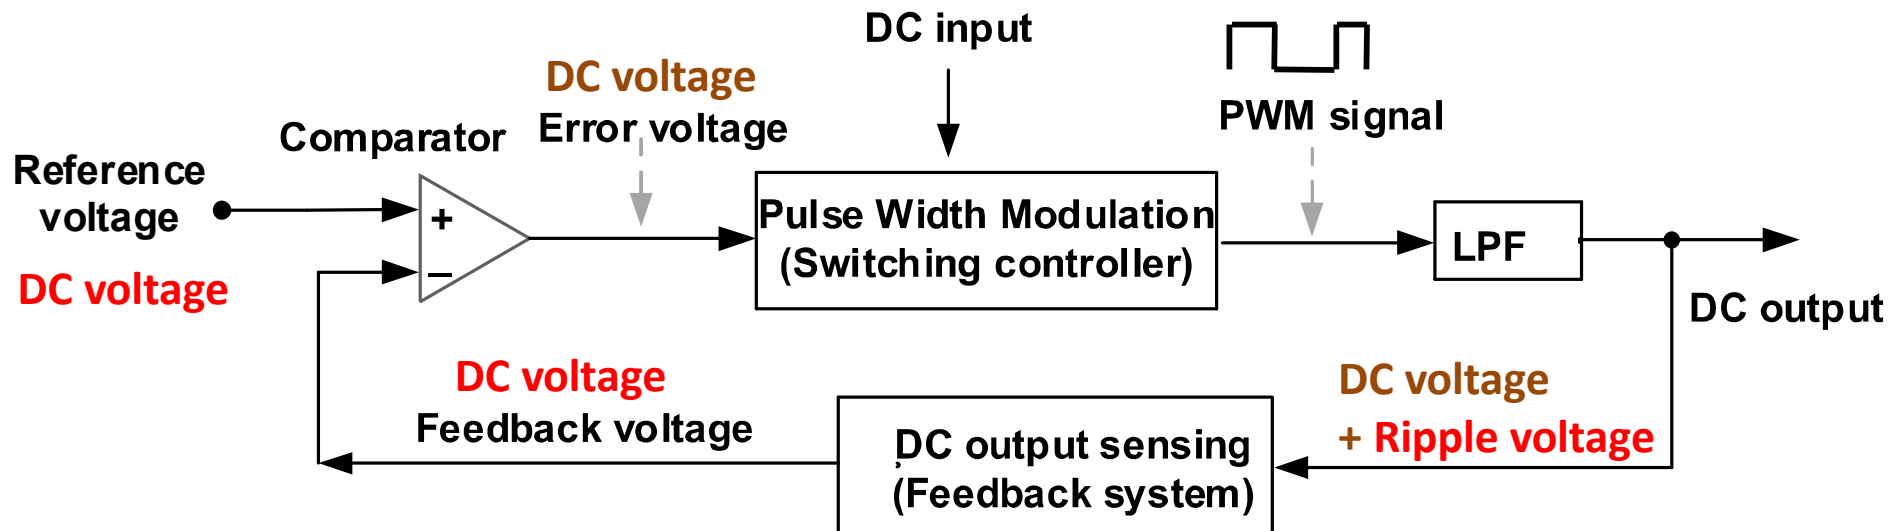 DC input
DC voltage
Error voltage
PWM signal
Comparator
Reference
voltage
DC voltage
+
−
Pulse Width Modulation
(Switching controller)
LPF
DC output
DC voltage
Feedback voltage
DC output sensing
(Feedback system)
DC voltage
+ Ripple voltage